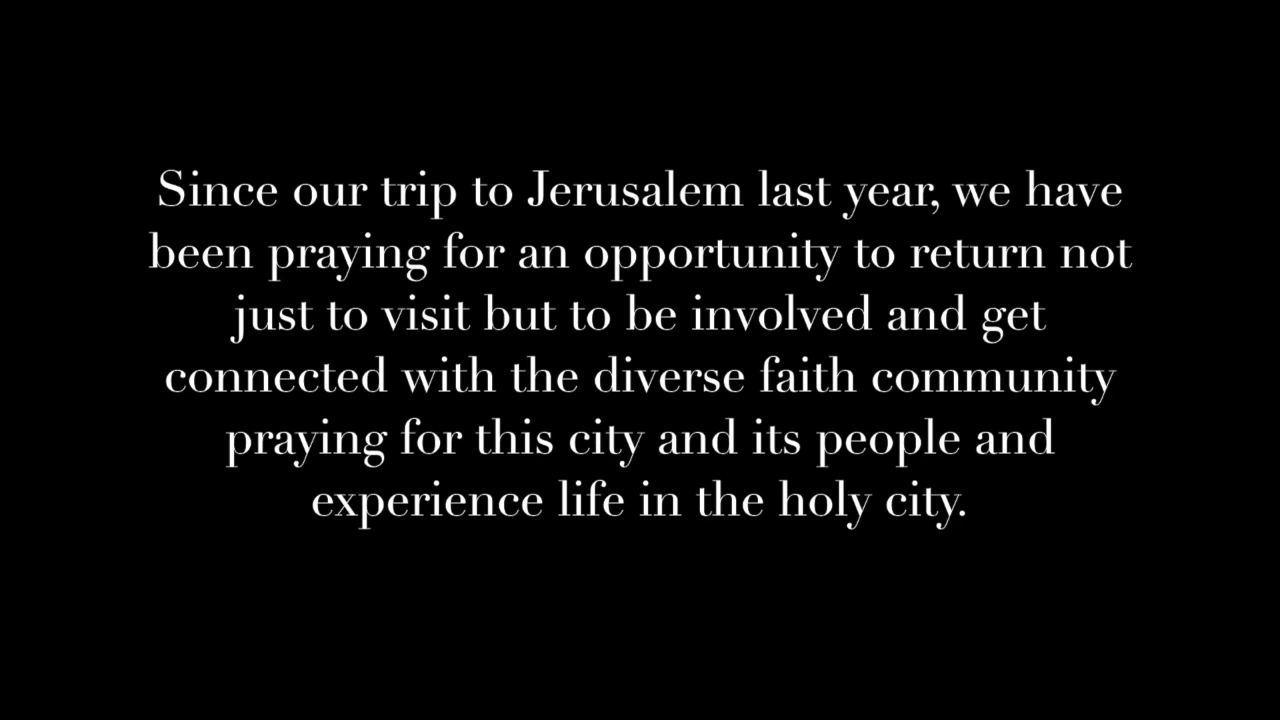 Since our trip to Jerusalem last year, we have
been praying for an opportunity to return not
just to visit but to be involved and get
connected with the diverse faith community
praying for this city and its people and
experience life in the holy city.